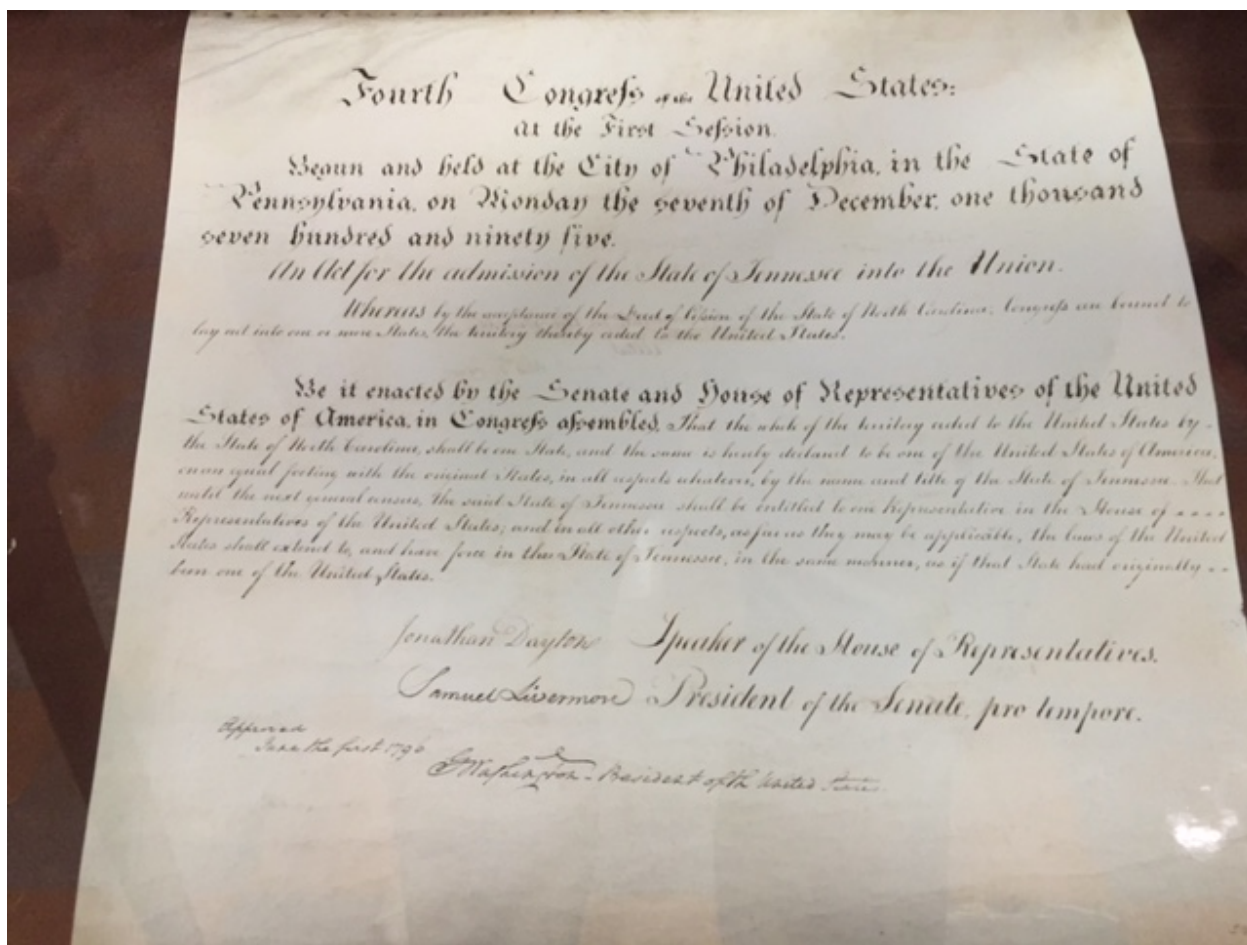 Fourth Congress of the United States:
At the First Session.
Begun and held at the City of Philadelphia, in the State of
Pennsylvania, on Monday the seventh of December, one thousand
seven hundred and ninety five.
An Act for the admission of the State of Tennessee into the Union.
Whereas by the acceptance of the Deed of Cession of the State of North Carolina, Congress are bound to
lay out into one or more States, the territory thereby ceded to the United States.
Be it enacted by the Senate and House of Representatives of the United
States of America, in Congress assembled, That the whole of the territory ceded to the United States by
the State of North Carolina, shall be one State, and the same is hereby declared to be one of the United States of America,
on an equal footing with the original States, in all respects whatever, by the name and title of the State of Tennessee. That
until the next general census, the said State of Tennessee shall be entitled to one Representative in the House of
Representatives of the United States; and in all other respects, as far as they may be applicable, the laws of the United
States shall extend to, and have force in the State of Tennessee, in the same manner, as if that State had originally
been one of the United States.
Jonathan Dayton Speaker of the House of Representatives.
Samuel Livermore President of the Senate, pro tempore.
Approved
June the first 1796
GWashington - President of the United States